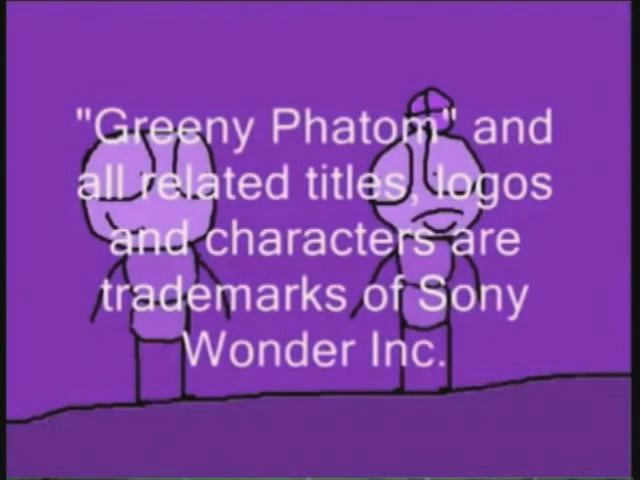 "Greeny Phatom" and
all related titles, logos
and characters are
trademarks of Sony
Wonder Inc.